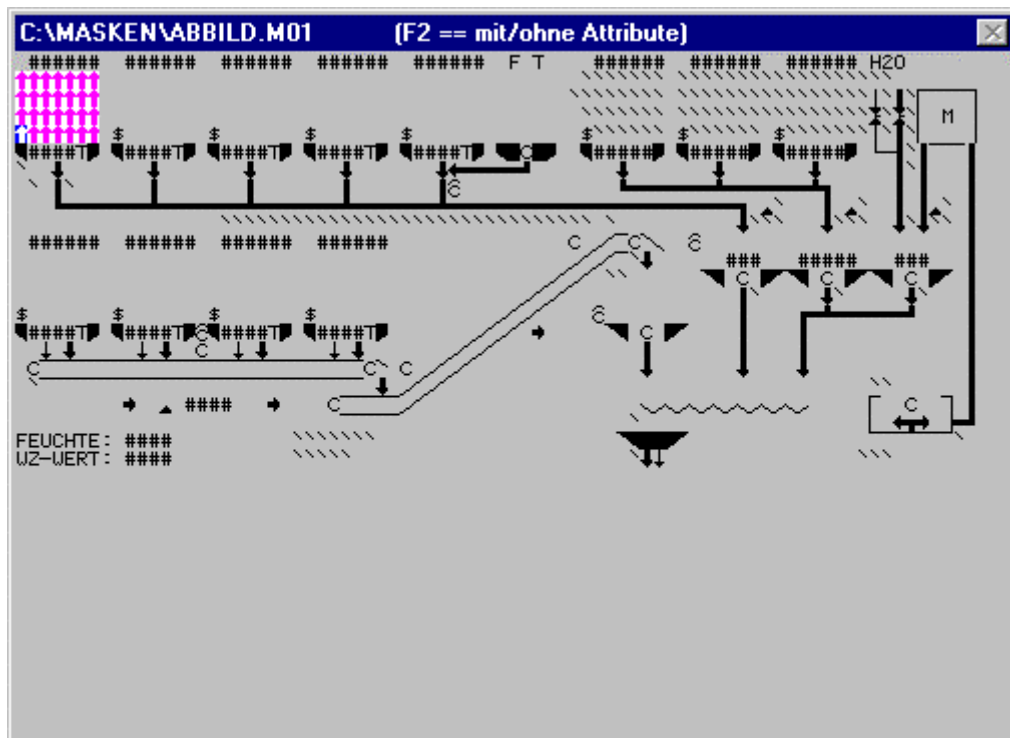 C:\MASKEN\ABBILD.M01 (F2 == mit/ohne Attribute)
###### ###### ###### ###### ###### F T ###### ###### ###### H2O
M
$ $ $ $ $ $ $
####T ####T ####T ####T ####T C ##### ##### #####
###### ###### ###### ###### C C
### ##### ###
C C C
$ $ $ $
####T ####T ####T ####T C
C
C C C
#### C C
FEUCHTE: ####
WZ-WERT: ####